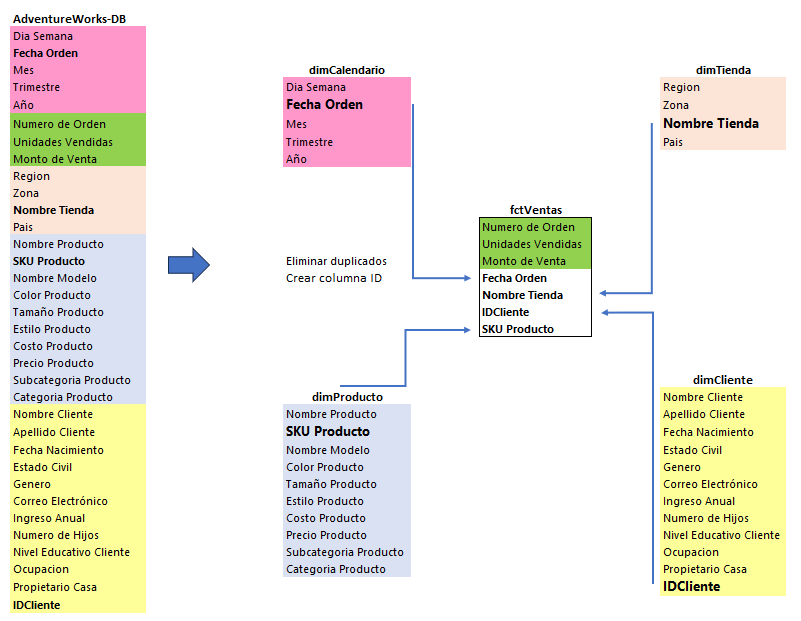 AdventureWorks-DB
Dia Semana
Fecha Orden
Mes
Trimestre
Año
Numero de Orden
Unidades Vendidas
Monto de Venta
Region
Zona
Nombre Tienda
Pais
Nombre Producto
SKU Producto
Nombre Modelo
Color Producto
Tamaño Producto
Estilo Producto
Costo Producto
Precio Producto
Subcategoria Producto
Categoria Producto
Nombre Cliente
Apellido Cliente
Fecha Nacimiento
Estado Civil
Genero
Correo Electrónico
Ingreso Anual
Numero de Hijos
Nivel Educativo Cliente
Ocupacion
Propietario Casa
IDCliente
dimCalendario
Dia Semana
Fecha Orden
Mes
Trimestre
Año
Eliminar duplicados
Crear columna ID
dimProducto
Nombre Producto
SKU Producto
Nombre Modelo
Color Producto
Tamaño Producto
Estilo Producto
Costo Producto
Precio Producto
Subcategoria Producto
Categoria Producto
fctVentas
Numero de Orden
Unidades Vendidas
Monto de Venta
Fecha Orden
Nombre Tienda
IDCliente
SKU Producto
dimTienda
Region
Zona
Nombre Tienda
Pais
dimCliente
Nombre Cliente
Apellido Cliente
Fecha Nacimiento
Estado Civil
Genero
Correo Electrónico
Ingreso Anual
Numero de Hijos
Nivel Educativo Cliente
Ocupacion
Propietario Casa
IDCliente